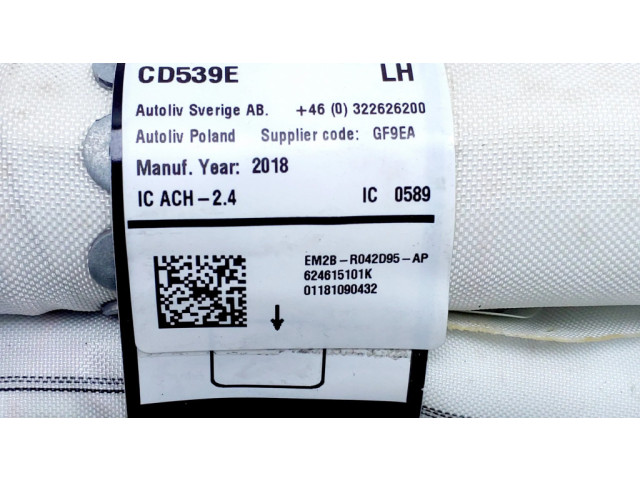 CD539E LH
Autoliv Sverige AB. +46 (0) 322626200
Autoliv Poland Supplier code: GF9EA
Manuf. Year: 2018
IC ACH-2.4 IC 0589
EM2B-R042D95-AP
624615101K
01181090432